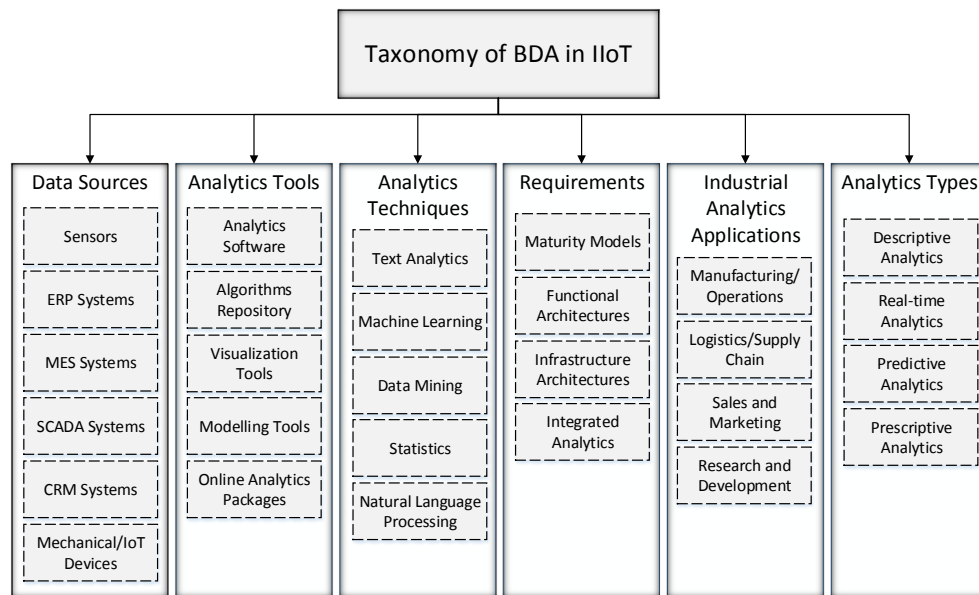 Taxonomy of BDA in IIoT
Data Sources
Sensors
ERP Systems
MES Systems
SCADA Systems
CRM Systems
Mechanical/IoT
Devices
Analytics Tools
Analytics
Software
Algorithms
Repository
Visualization
Tools
Modelling Tools
Online Analytics
Packages
Analytics
Techniques
Text Analytics
Machine Learning
Data Mining
Statistics
Natural Language
Processing
Requirements
Maturity Models
Functional
Architectures
Infrastructure
Architectures
Integrated
Analytics
Industrial
Analytics
Applications
Manufacturing/
Operations
Logistics/Supply
Chain
Sales and
Marketing
Research and
Development
Analytics Types
Descriptive
Analytics
Real-time
Analytics
Predictive
Analytics
Prescriptive
Analytics